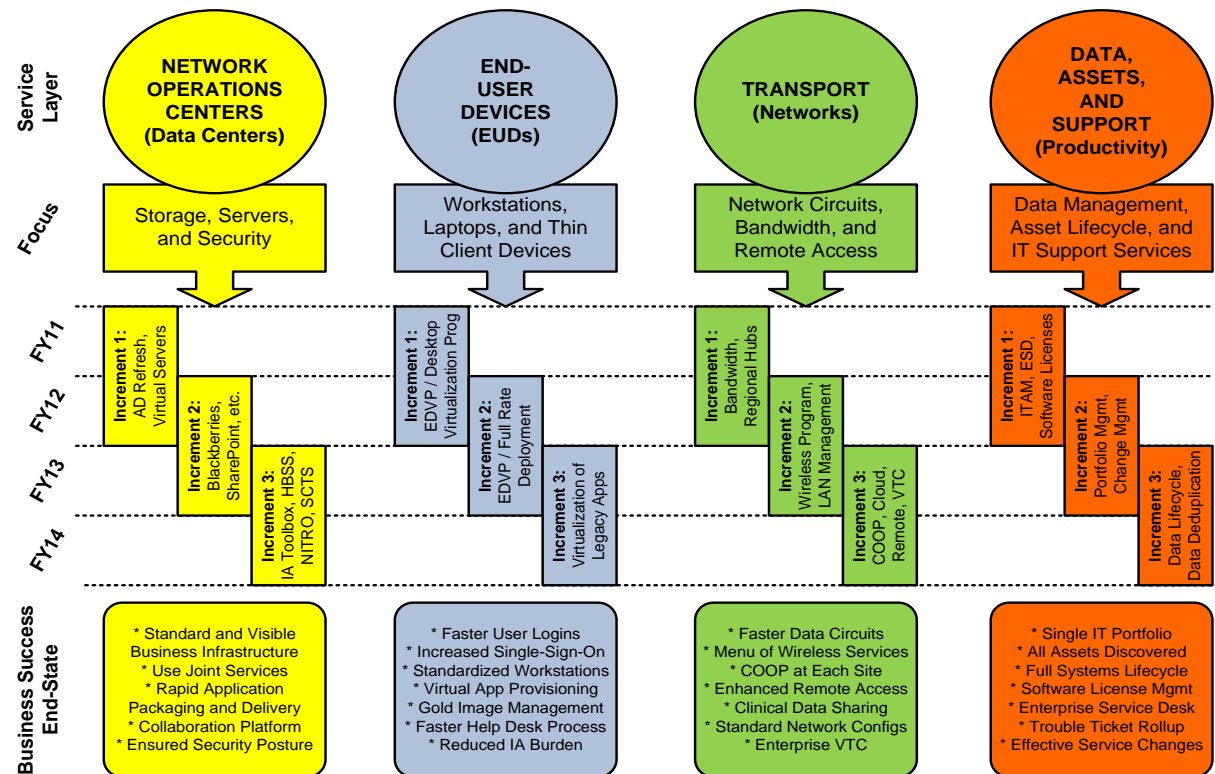 Service
Layer
NETWORK
OPERATIONS
CENTERS
(Data Centers)
END-
USER
DEVICES
(EUDs)
TRANSPORT
(Networks)
DATA,
ASSETS,
AND
SUPPORT
(Productivity)
Focus
Storage, Servers,
and Security
Workstations,
Laptops, and Thin
Client Devices
Network Circuits,
Bandwidth, and
Remote Access
Data Management,
Asset Lifecycle, and
IT Support Services
FY11
FY12
FY13
FY14
Increment 1:
AD Refresh,
Virtual Servers
Increment 2:
Blackberries,
SharePoint, etc.
Increment 3:
IA Toolbox, HBSS,
NITRO, SCTS
Increment 1:
EDVP / Desktop
Virtualization Prog
Increment 2:
EDVP / Full Rate
Deployment
Increment 3:
Virtualization of
Legacy Apps
Increment 1:
Bandwidth,
Regional Hubs
Increment 2:
Wireless Program,
LAN Management
Increment 3:
COOP, Cloud,
Remote, VTC
Increment 1:
ITAM, ESD,
Software Licenses
Increment 2:
Portfolio Mgmt,
Change Mgmt
Increment 3:
Data Lifecycle,
Data Deduplication
Business Success
End-State
* Standard and Visible
Business Infrastructure
* Use Joint Services
* Rapid Application
Packaging and Delivery
* Collaboration Platform
* Ensured Security Posture
* Faster User Logins
* Increased Single-Sign-On
* Standardized Workstations
* Virtual App Provisioning
* Gold Image Management
* Faster Help Desk Process
* Reduced IA Burden
* Faster Data Circuits
* Menu of Wireless Services
* COOP at Each Site
* Enhanced Remote Access
* Clinical Data Sharing
* Standard Network Configs
* Enterprise VTC
* Single IT Portfolio
* All Assets Discovered
* Full Systems Lifecycle
* Software License Mgmt
* Enterprise Service Desk
* Trouble Ticket Rollup
* Effective Service Changes